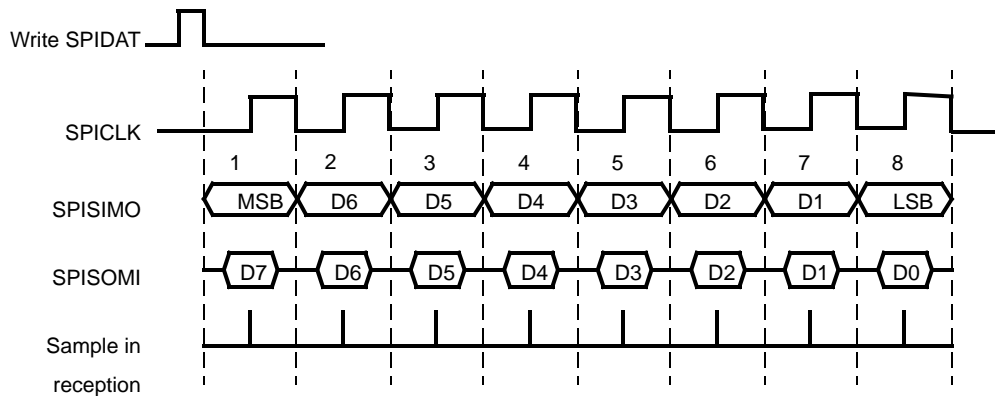 Write SPIDAT
SPICLK
1 2 3 4 5 6 7 8
SPISIMO MSB D6 D5 D4 D3 D2 D1 LSB
SPISOMI D7 D6 D5 D4 D3 D2 D1 D0
Sample in
reception